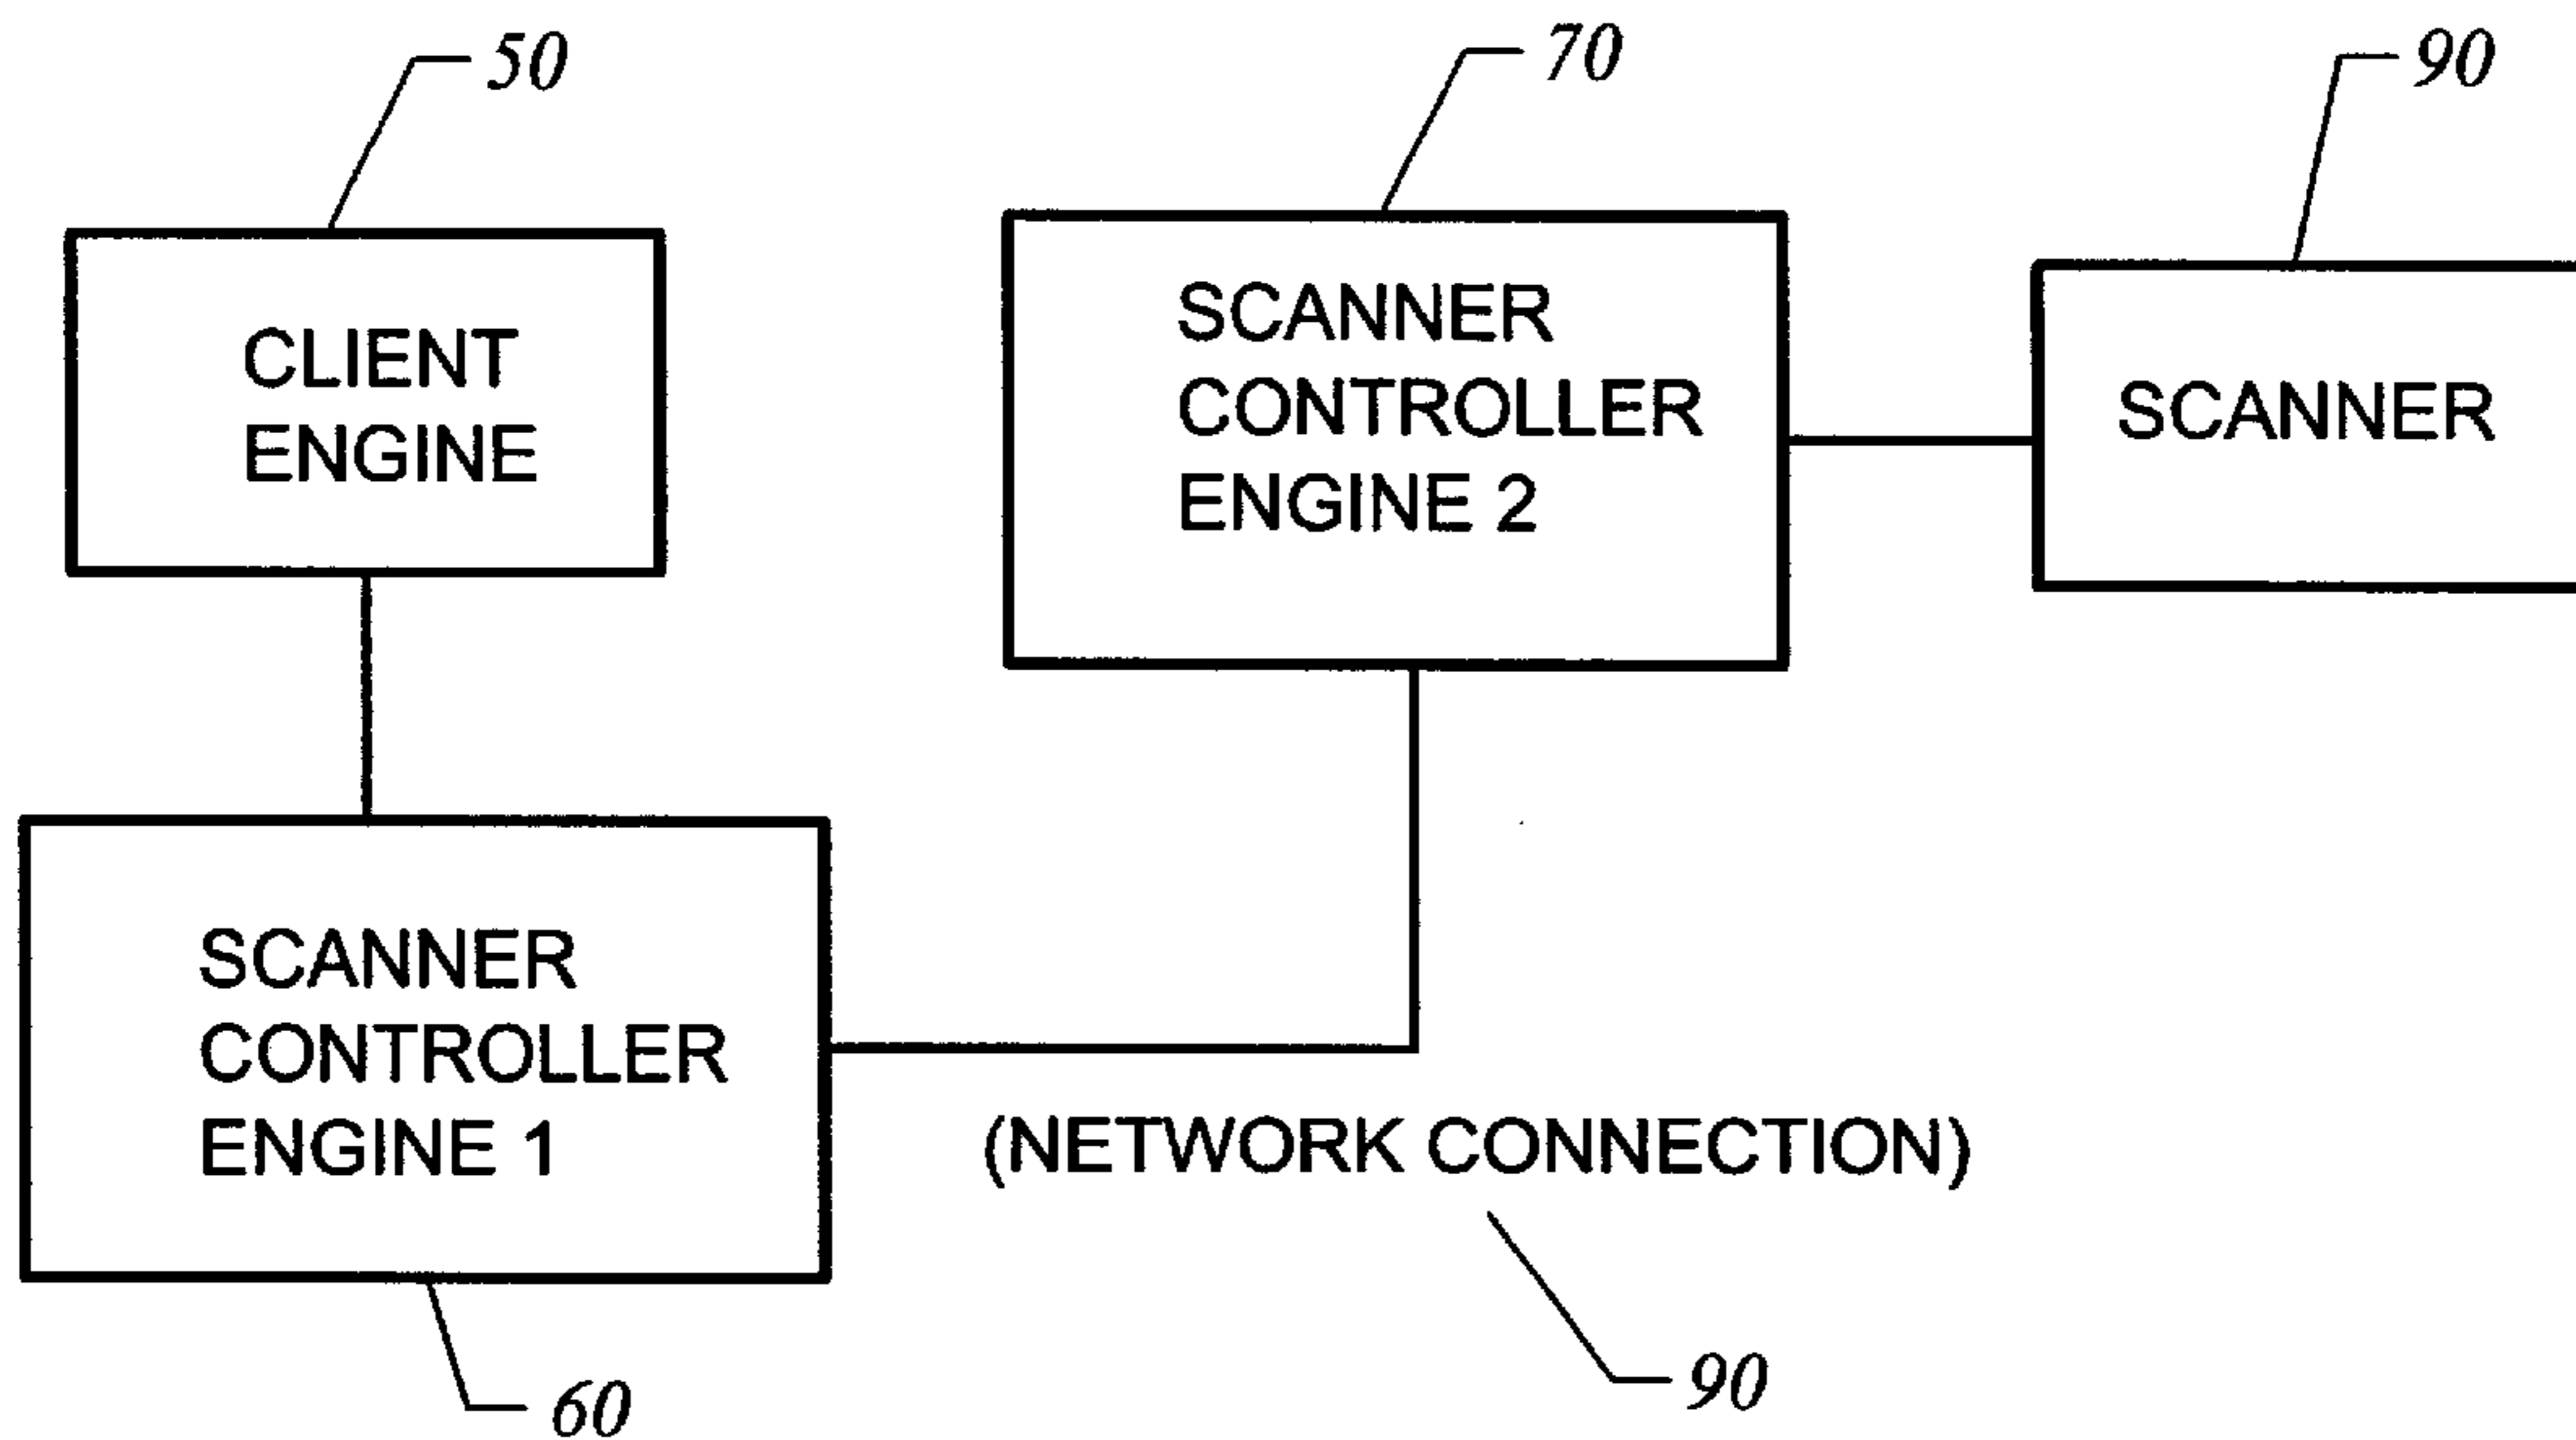 50
70
90
CLIENT
ENGINE
SCANNER
CONTROLLER
ENGINE 2
SCANNER
SCANNER
CONTROLLER
ENGINE 1
(NETWORK CONNECTION)
60
90